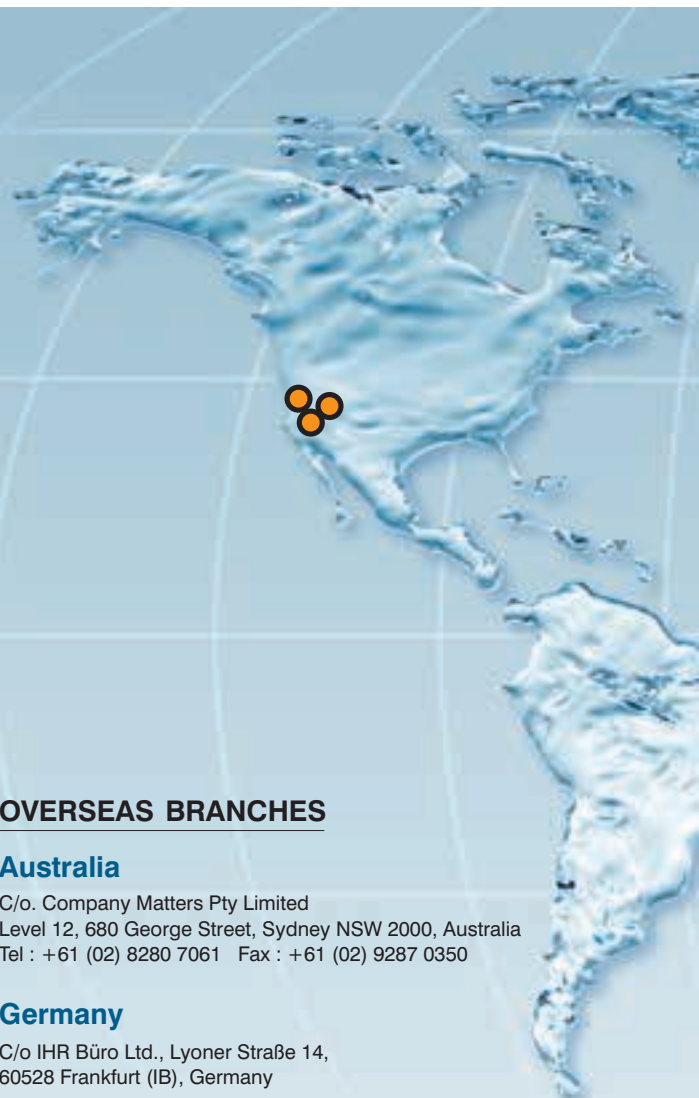 OVERSEAS BRANCHES
Australia
C/o. Company Matters Pty Limited
Level 12, 680 George Street, Sydney NSW 2000, Australia
Tel : +61 (02) 8280 7061 Fax : +61 (02) 9287 0350
Germany
C/o IHR Büro Ltd., Lyoner Straße 14,
60528 Frankfurt (IB), Germany